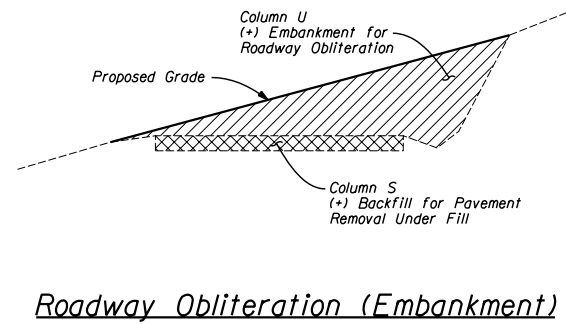 Column U
(+) Embankment for
Roadway Obliteration
Proposed Grade
Column S
(+) Backfill for Pavement
Removal Under Fill
Roadway Obliteration (Embankment)